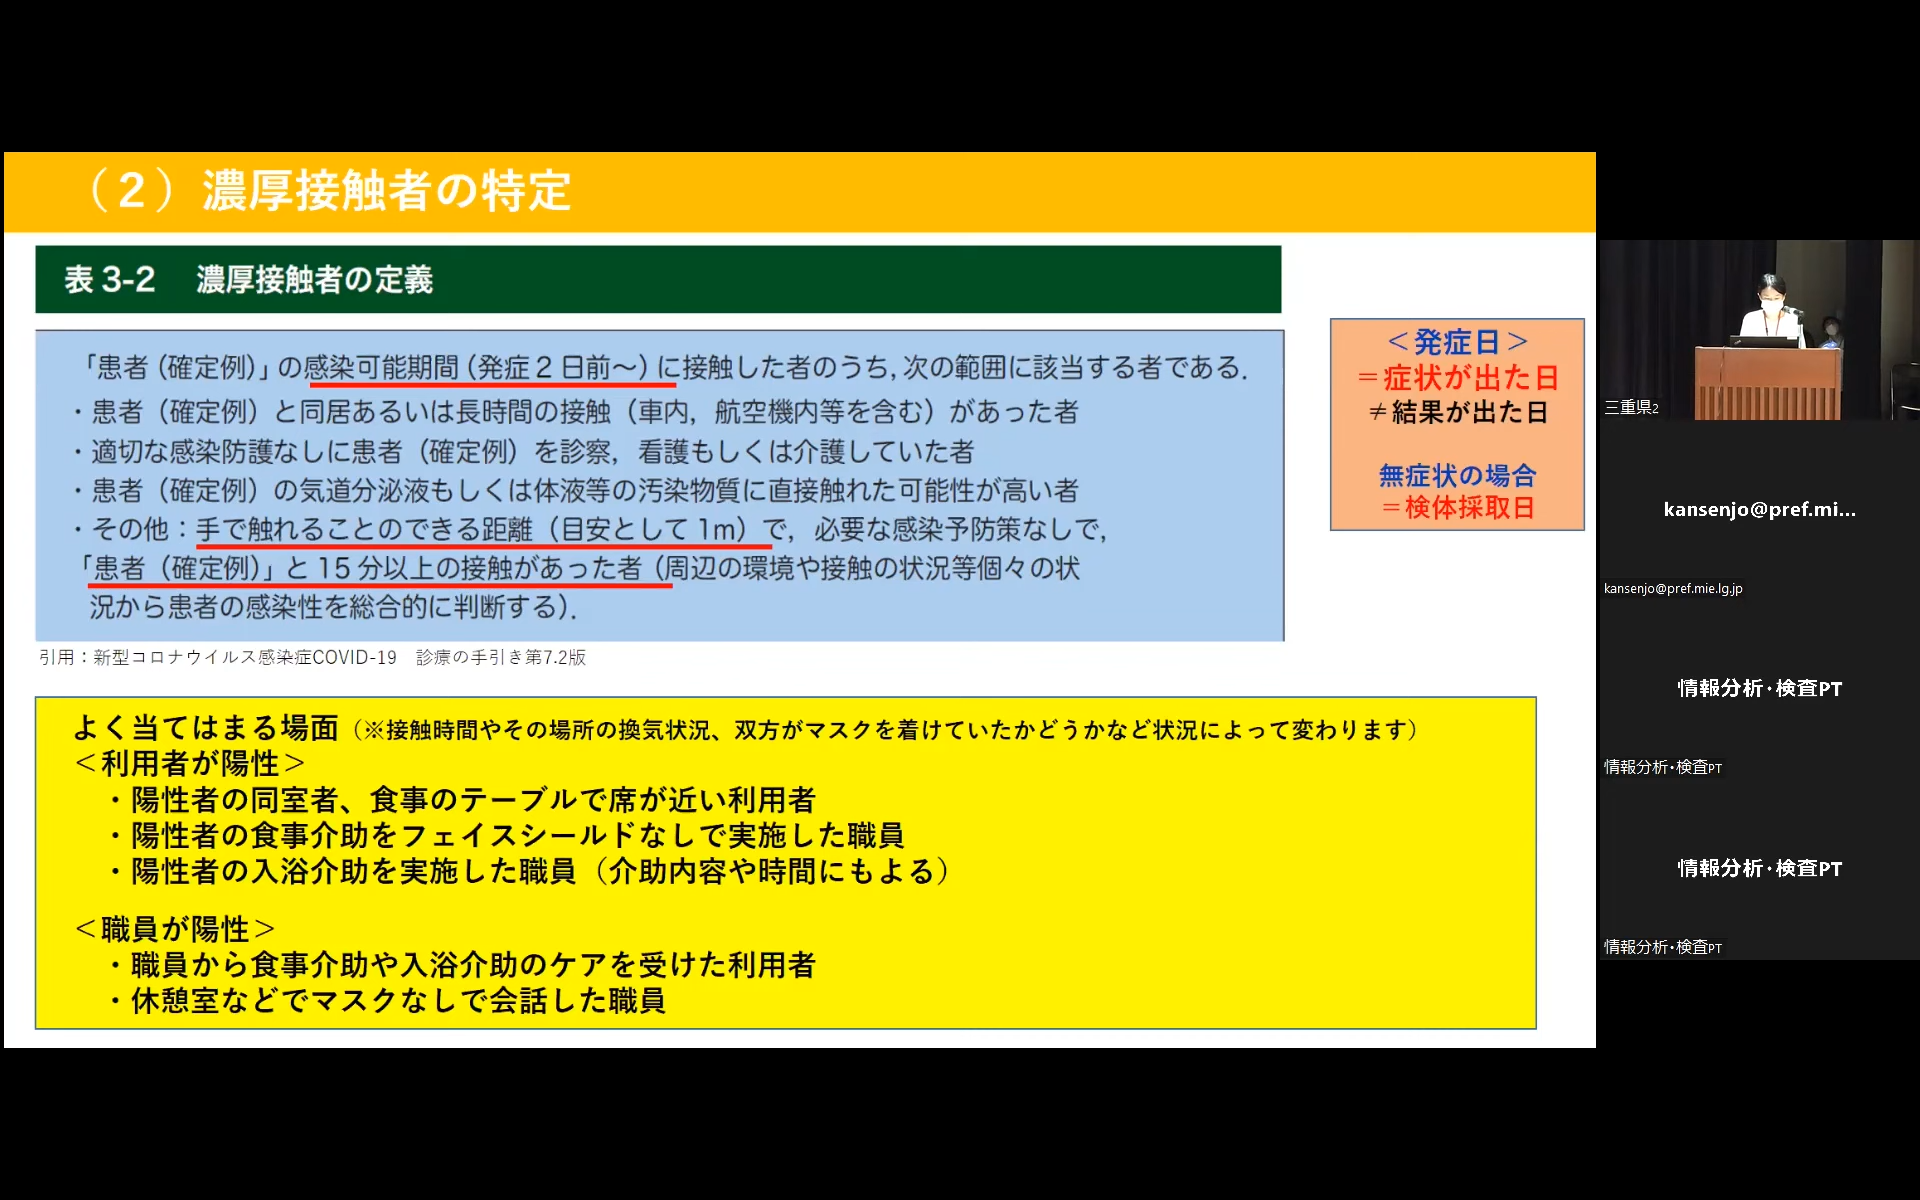 （２）濃厚接触者の特定
表 3-2　濃厚接触者の定義
「患者（確定例）」の感染可能期間（発症 2 日前～）に接触した者のうち，次の範囲に該当する者である．
・患者（確定例）と同居あるいは長時間の接触（車内，航空機内等を含む）があった者
・適切な感染防護なしに患者（確定例）を診察，看護もしくは介護していた者
・患者（確定例）の気道分泌液もしくは体液等の汚染物質に直接触れた可能性が高い者
・その他：手で触れることのできる距離（目安として 1m）で，必要な感染予防策なしで，
「患者（確定例）」と 15 分以上の接触があった者（周辺の環境や接触の状況等個々の状
況から患者の感染性を総合的に判断する）．
引用：新型コロナウイルス感染症COVID-19　診療の手引き第7.2版
＜発症日＞
＝症状が出た日
≠結果が出た日
無症状の場合
＝検体採取日
よく当てはまる場面（※接触時間やその場所の換気状況、双方がマスクを着けていたかどうかなど状況によって変わります）
＜利用者が陽性＞
・陽性者の同室者、食事のテーブルで席が近い利用者
・陽性者の食事介助をフェイスシールドなしで実施した職員
・陽性者の入浴介助を実施した職員（介助内容や時間にもよる）
＜職員が陽性＞
・職員から食事介助や入浴介助のケアを受けた利用者
・休憩室などでマスクなしで会話した職員
三重県2
kansenjo@pref.mi...
kansenjo@pref.mie.lg.jp
情報分析・検査PT
情報分析・検査PT
情報分析・検査PT
情報分析・検査PT